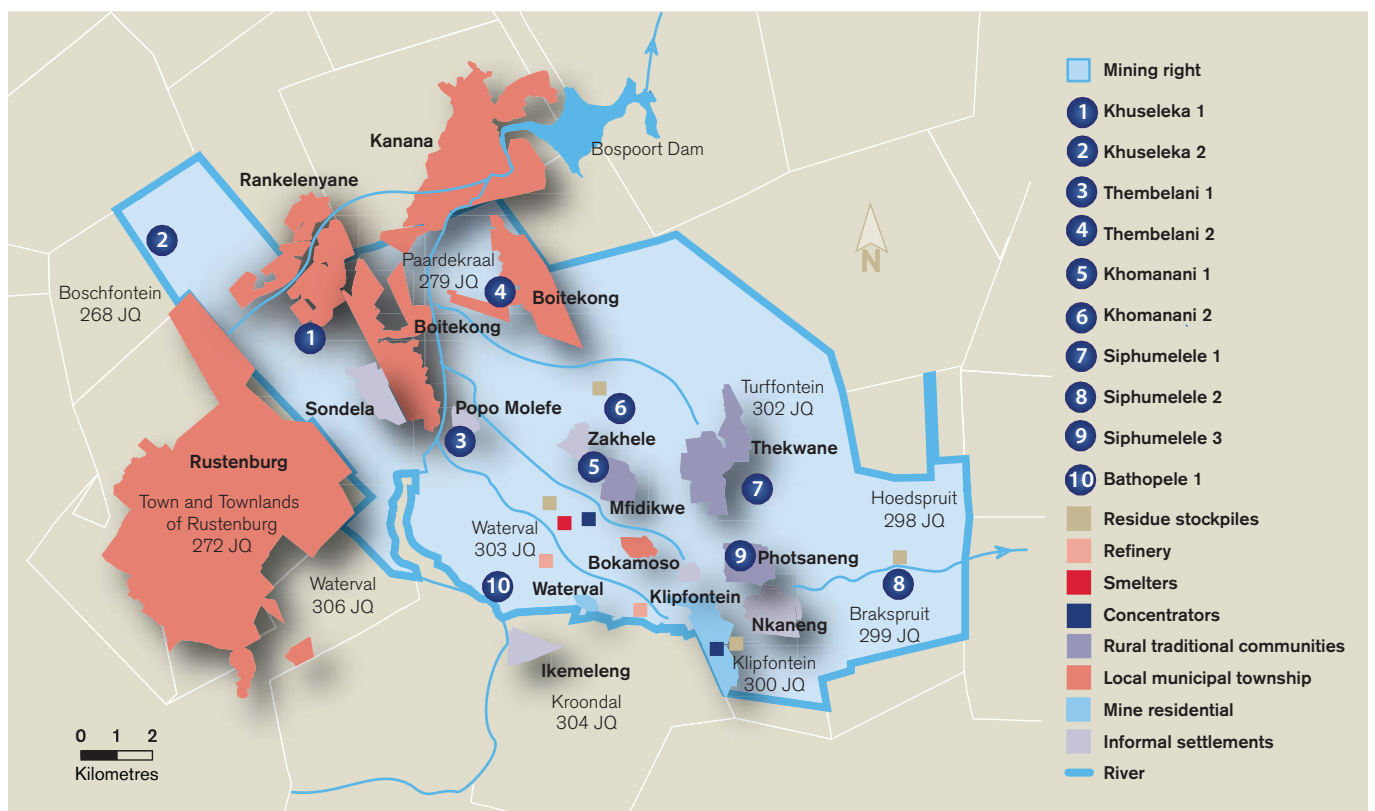 Kanana
Bospoort Dam
Rankelenyane
N
2
Paardekraal
279 JQ
4
Boschfontein
268 JQ
Boitekong
1
Boitekong
Sondela
Popo Molefe
3
6
Turffontein
302 JQ
Zakhele
5
Thekwane
7
Mfidikwe
Rustenburg
Town and Townlands
of Rustenburg
272 JQ
Hoedspruit
298 JQ
Waterval
303 JQ
Bokamoso
9
Photsaneng
10
Waterval
Klipfontein
8
Waterval
306 JQ
Nkaneng
Brakspruit
299 JQ
Ikemeleng
Klipfontein
300 JQ
Kroondal
304 JQ
0 1 2
Kilometres
Mining right
1 Khuseleka 1
2 Khuseleka 2
3 Thembelani 1
4 Thembelani 2
5 Khomanani 1
6 Khomanani 2
7 Siphumelele 1
8 Siphumelele 2
9 Siphumelele 3
10 Bathopele 1
Residue stockpiles
Refinery
Smelters
Concentrators
Rural traditional communities
Local municipal township
Mine residential
Informal settlements
River